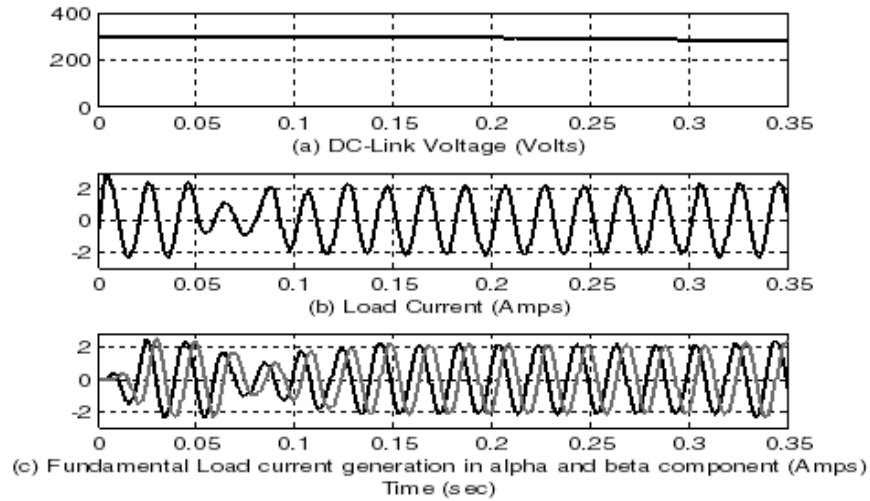 400
200
0
0 0.05 0.1 0.15 0.2 0.25 0.3 0.35
(a) DC-Link Voltage (Volts)
2
0
-2
0 0.05 0.1 0.15 0.2 0.25 0.3 0.35
(b) Load Current (Amps)
2
0
-2
0 0.05 0.1 0.15 0.2 0.25 0.3 0.35
(c) Fundamental Load current generation in alpha and beta component (Amps)
Time (sec)